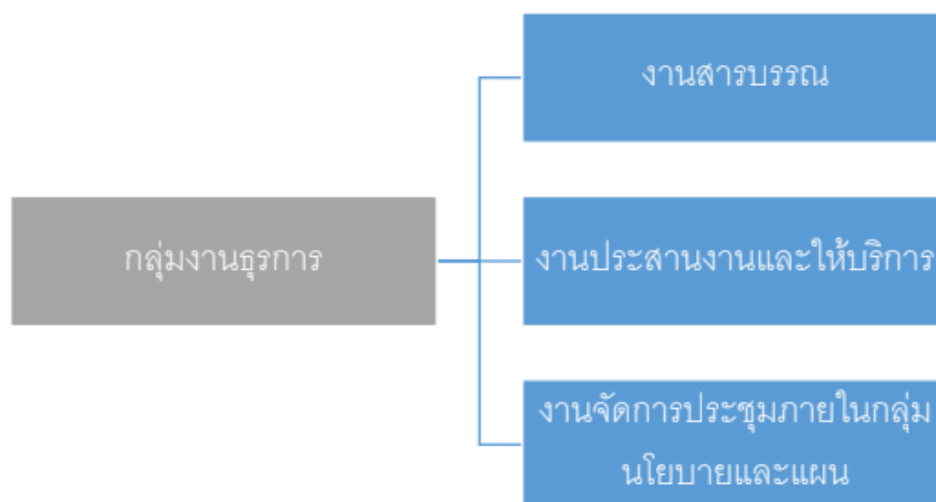 งานสารบรรณ
กลุ่มงานธุรการ
งานประสานงานและให้บริการ
งานจัดการประชุมภายในกลุ่ม
นโยบายและแผน